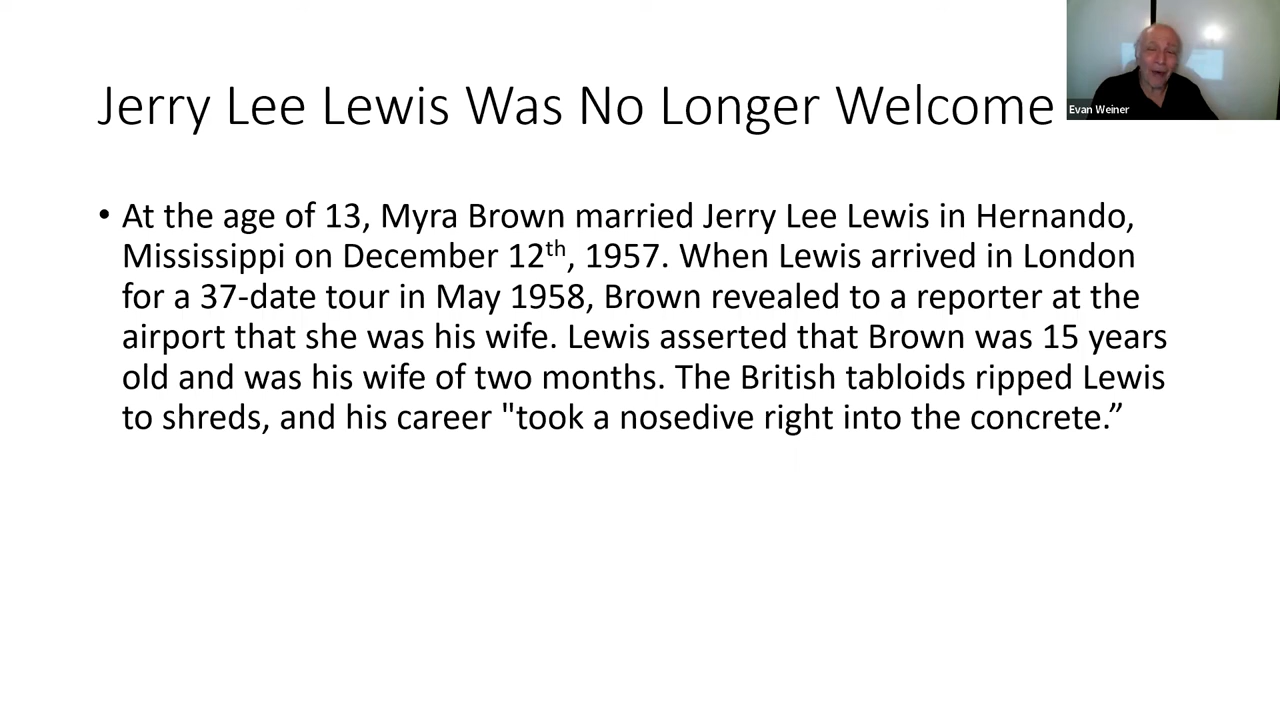 Jerry Lee Lewis Was No Longer Welcome
Evan Weiner
• At the age of 13, Myra Brown married Jerry Lee Lewis in Hernando,
Mississippi on December 12th, 1957. When Lewis arrived in London
for a 37-date tour in May 1958, Brown revealed to a reporter at the
airport that she was his wife. Lewis asserted that Brown was 15 years
old and was his wife of two months. The British tabloids ripped Lewis
to shreds, and his career "took a nosedive right into the concrete.”